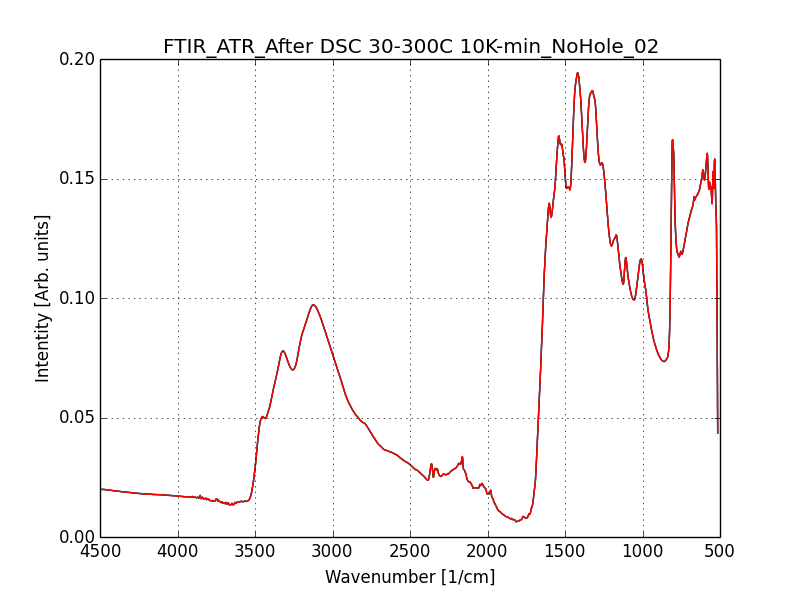 FTIR_ATR_After DSC 30-300C 10K-min_NoHole_02
0.20
0.15
0.10
0.05
0.00
Intentity [Arb. units]
4500 4000 3500 3000 2500 2000 1500 1000 500
Wavenumber [1/cm]